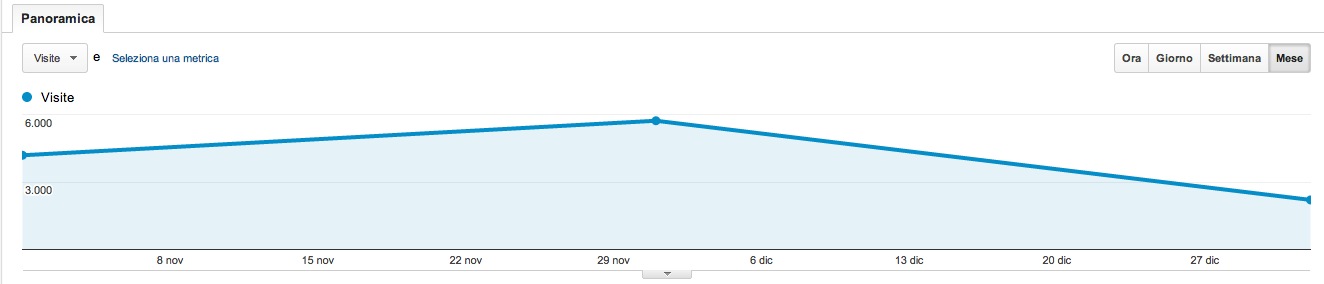 Panoramica
Visite e Seleziona una metrica Ora Giorno Settimana Mese
Visite
6.000
3.000
8 nov 15 nov 22 nov 29 nov 6 dic 13 dic 20 dic 27 dic